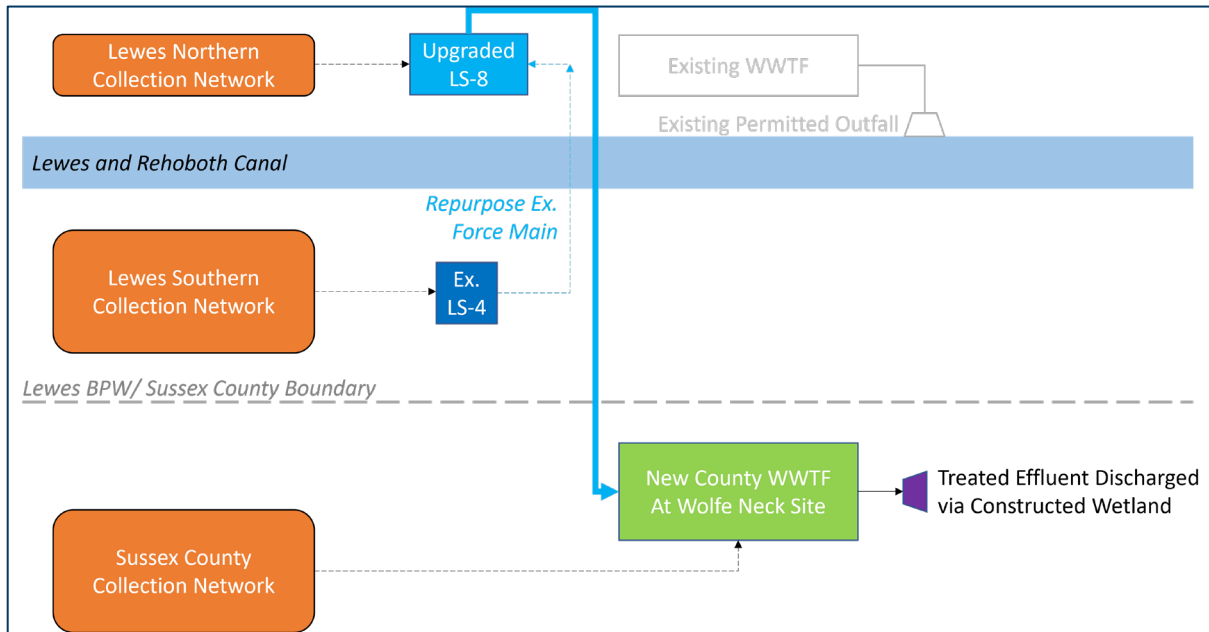 Lewes Northern
Collection Network
Upgraded
LS-8
Existing WWTF
Existing Permitted Outfall
Lewes and Rehoboth Canal
Repurpose Ex.
Force Main
Lewes Southern
Collection Network
Ex.
LS-4
Lewes BPW/ Sussex County Boundary
New County WWTF
At Wolfe Neck Site
Treated Effluent Discharged
via Constructed Wetland
Sussex County
Collection Network